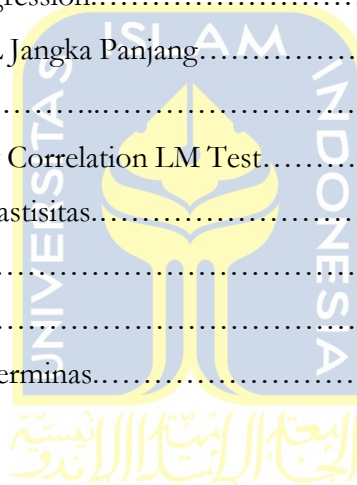 gression..............................
L Jangka Panjang..............................
..............................
Correlation LM Test..............................
astisitas..............................
..............................
..............................
erminas..............................
UNIVERSITAS
ISLAM
INDONESIA